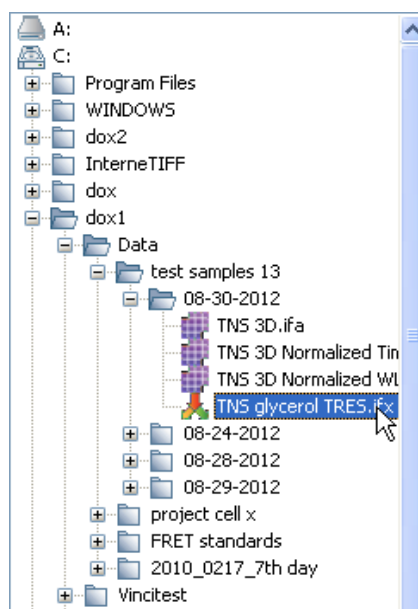 A:
C:
Program Files
WINDOWS
dox2
InterneTIFF
dox
dox1
Data
test samples 13
08-30-2012
TNS 3D.ifa
TNS 3D Normalized Tin
TNS 3D Normalized WL
TNS glycerol TRES.ifx
08-24-2012
08-28-2012
08-29-2012
project cell x
FRET standards
2010_0217_7th day
Vincitest